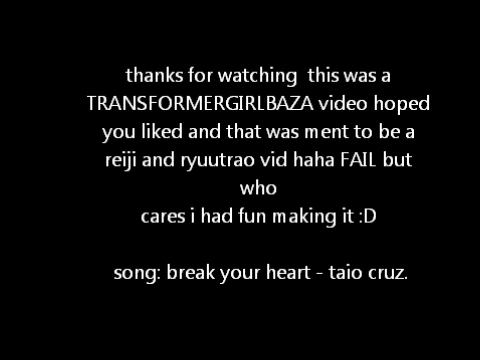 thanks for watching  this was a
TRANSFORMERGIRLBAZA video hoped
you liked and that was ment to be a
reiji and ryuutrao vid haha FAIL but
who
cares i had fun making it :D
song: break your heart - taio cruz.